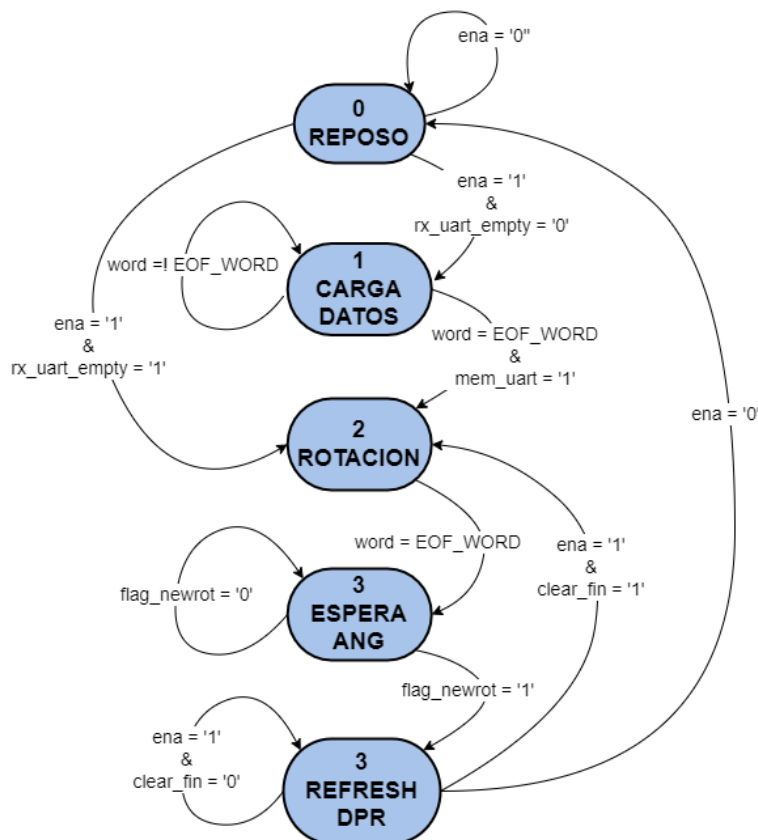 ena = '0"
0
REPOSO
ena = '1'
&
rx_uart_empty = '0'
word =! EOF_WORD
1
CARGA
DATOS
ena = '1'
&
rx_uart_empty = '1'
word = EOF_WORD
&
mem_uart = '1'
ena = '0'
2
ROTACION
word = EOF_WORD
ena = '1'
&
clear_fin = '1'
flag_newrot = '0'
3
ESPERA
ANG
flag_newrot = '1'
ena = '1'
&
clear_fin = '0'
3
REFRESH
DPR